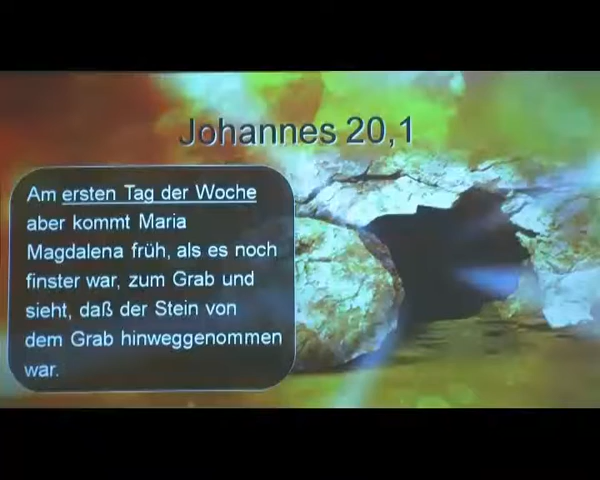 Johannes 20,1
Am ersten Tag der Woche
aber kommt Maria
Magdalena früh, als es noch
finster war, zum Grab und
sieht, daß der Stein von
dem Grab hinweggenommen
war.